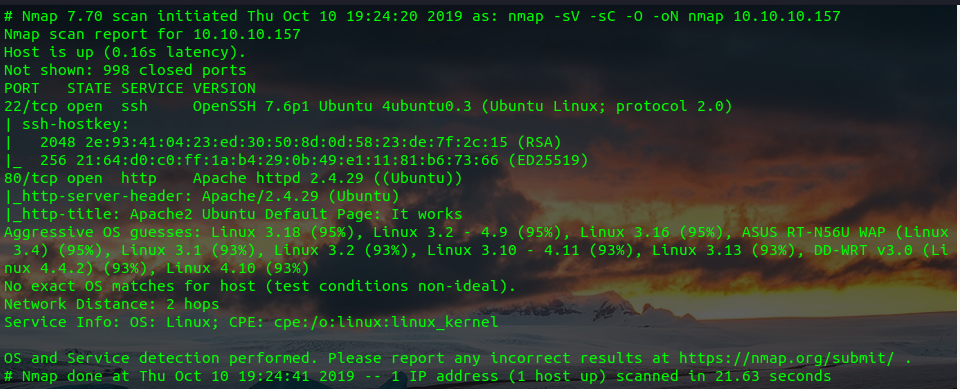 # Nmap 7.70 scan initiated Thu Oct 10 19:24:20 2019 as: nmap -sV -sC -O -oN nmap 10.10.10.157
Nmap scan report for 10.10.10.157
Host is up (0.16s latency).
Not shown: 998 closed ports
PORT   STATE SERVICE VERSION
22/tcp open  ssh     OpenSSH 7.6p1 Ubuntu 4ubuntu0.3 (Ubuntu Linux; protocol 2.0)
| ssh-hostkey:
|   2048 2e:93:41:04:23:ed:30:50:8d:0d:58:23:de:7f:2c:15 (RSA)
|_  256 21:64:d0:c0:ff:1a:b4:29:0b:49:e1:11:81:b6:73:66 (ED25519)
80/tcp open  http    Apache httpd 2.4.29 ((Ubuntu))
|_http-server-header: Apache/2.4.29 (Ubuntu)
|_http-title: Apache2 Ubuntu Default Page: It works
Aggressive OS guesses: Linux 3.18 (95%), Linux 3.2 - 4.9 (95%), Linux 3.16 (95%), ASUS RT-N56U WAP (Linux
 3.4) (95%), Linux 3.1 (93%), Linux 3.2 (93%), Linux 3.10 - 4.11 (93%), Linux 3.13 (93%), DD-WRT v3.0 (Li
nux 4.4.2) (93%), Linux 4.10 (93%)
No exact OS matches for host (test conditions non-ideal).
Network Distance: 2 hops
Service Info: OS: Linux; CPE: cpe:/o:linux:linux_kernel

OS and Service detection performed. Please report any incorrect results at https://nmap.org/submit/ .
# Nmap done at Thu Oct 10 19:24:41 2019 -- 1 IP address (1 host up) scanned in 21.63 seconds